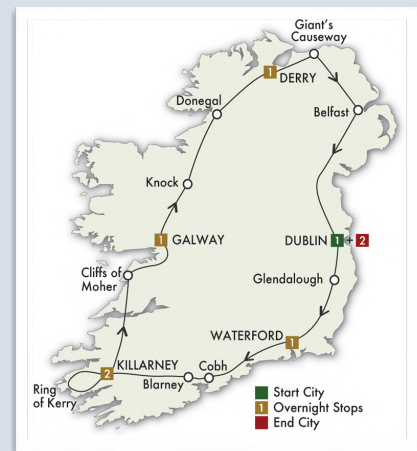 Giant's
Causeway
1
DERRY
Donegal
Belfast
Knock
1 GALWAY
DUBLIN 1 + 2
Cliffs of
Moher
Glendalough
WATERFORD
1
KILLARNEY
2
Cobh
Blarney
Ring
of Kerry
Start City
1 Overnight Stops
End City